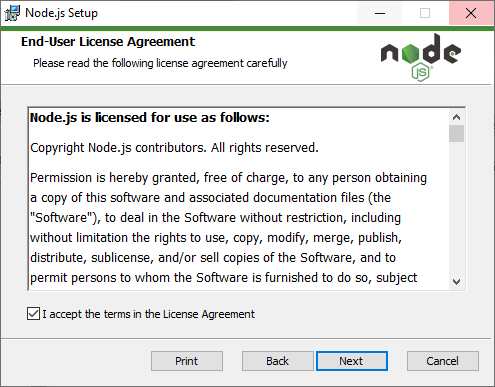 Node.js Setup
End-User License Agreement
Please read the following license agreement carefully
node
JS
Node.js is licensed for use as follows:
Copyright Node.js contributors. All rights reserved.
Permission is hereby granted, free of charge, to any person obtaining
a copy of this software and associated documentation files (the
"Software"), to deal in the Software without restriction, including
without limitation the rights to use, copy, modify, merge, publish,
distribute, sublicense, and/or sell copies of the Software, and to
permit persons to whom the Software is furnished to do so, subject
I accept the terms in the License Agreement
Print
Back
Next
Cancel